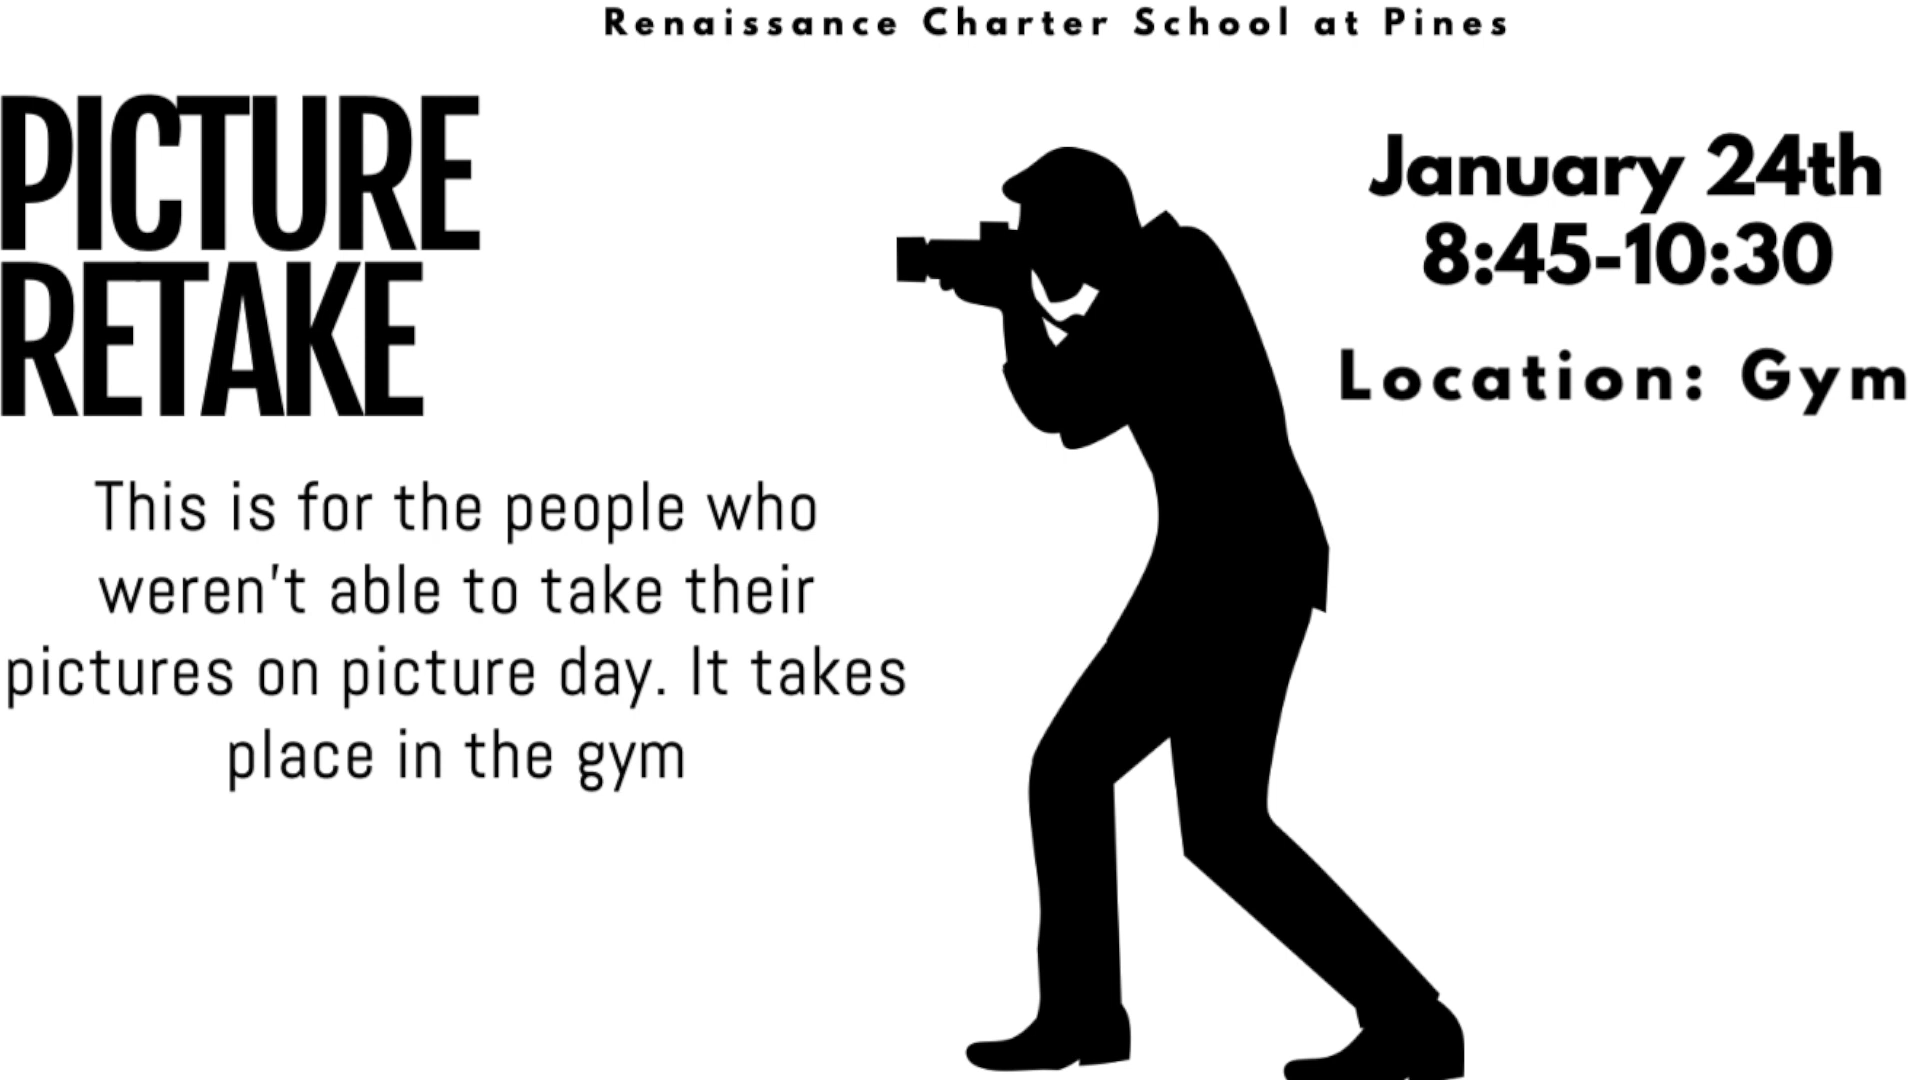 Renaissance Charter School at Pines
PICTURE
RETAKE
January 24th
8:45-10:30
Location: Gym
This is for the people who
weren't able to take their
pictures on picture day. It takes
place in the gym